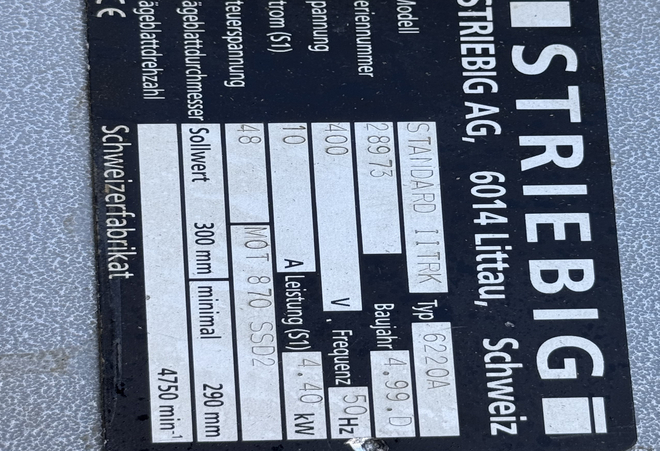 STRIEBIG
STRIEBIG AG, 6014 Littau, Schweiz
Modell STANDARD IITRK Typ 6220A
eriennummer 28973 Baujahr 4.99.D
pannung 400 V, Frequenz 50Hz
trom (S1) 10 A Leistung (S1) 4.40 kW
teuerspannung 48 MOT 870 SSD2
ägeblattdurchmesser Sollwert 300 mm minimal 290 mm
ägeblattdrehzahl 4750 min⁻¹
CE Schweizerfabrikat